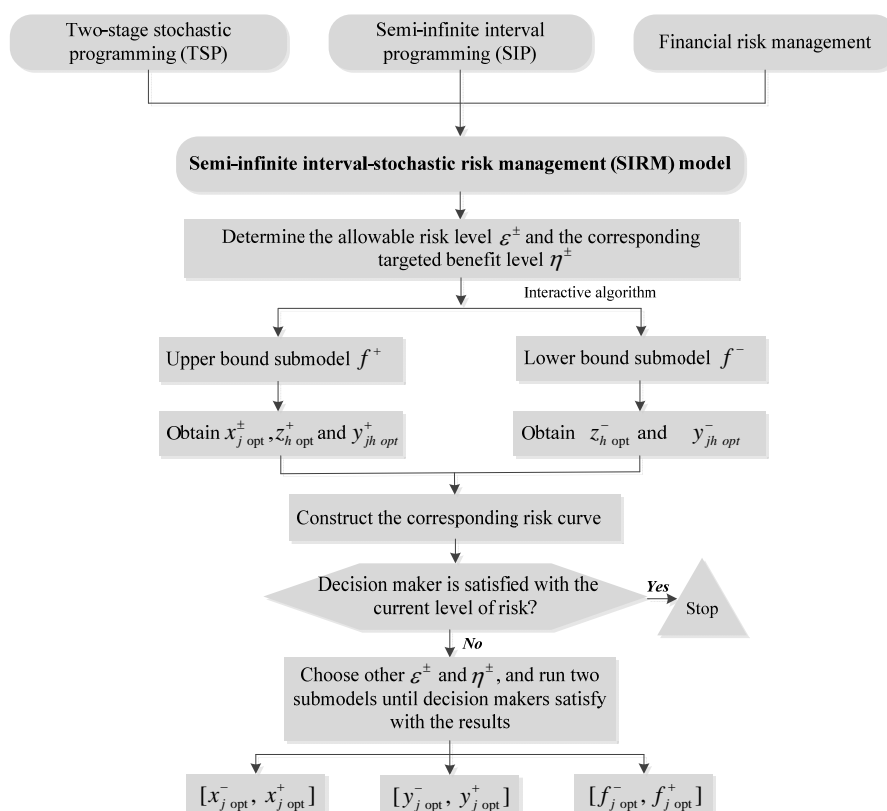 Two-stage stochastic
programming (TSP)
Semi-infinite interval
programming (SIP)
Financial risk management
Semi-infinite interval-stochastic risk management (SIRM) model
Determine the allowable risk level ε± and the corresponding
targeted benefit level η±
Interactive algorithm
Upper bound submodel f⁺
Lower bound submodel f⁻
Obtain x±j opt , z⁺h opt and y⁺jh opt
Obtain z⁻h opt and y⁻jh opt
Construct the corresponding risk curve
Decision maker is satisfied with the
current level of risk?
Yes
Stop
No
Choose other ε± and η±, and run two
submodels until decision makers satisfy
with the results
[x⁻j opt, x⁺j opt]
[y⁻j opt, y⁺j opt]
[f⁻j opt, f⁺j opt]